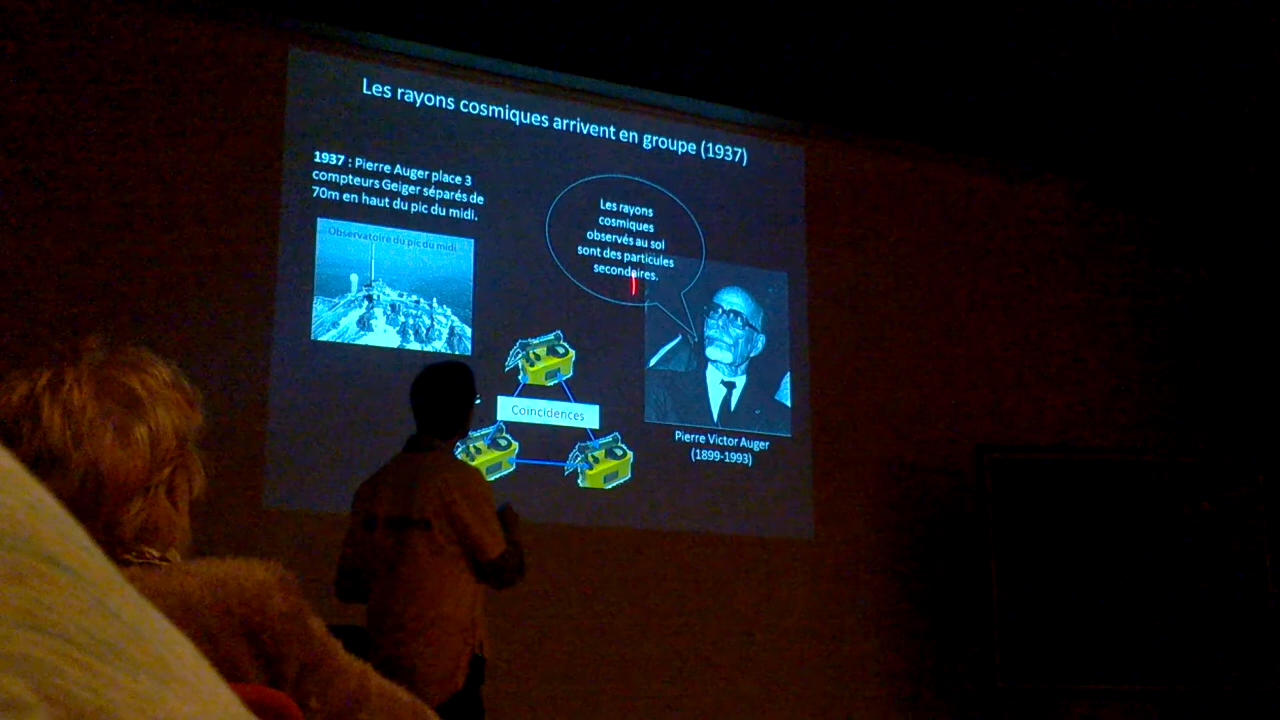 Les rayons cosmiques arrivent en groupe (1937)
1937 : Pierre Auger place 3
compteurs Geiger séparés de
70m en haut du pic du midi.
Observatoire du pic du midi
Les rayons
cosmiques
observés au sol
sont des particules
secondaires.
Coincidences
Pierre Victor Auger
(1899-1993)